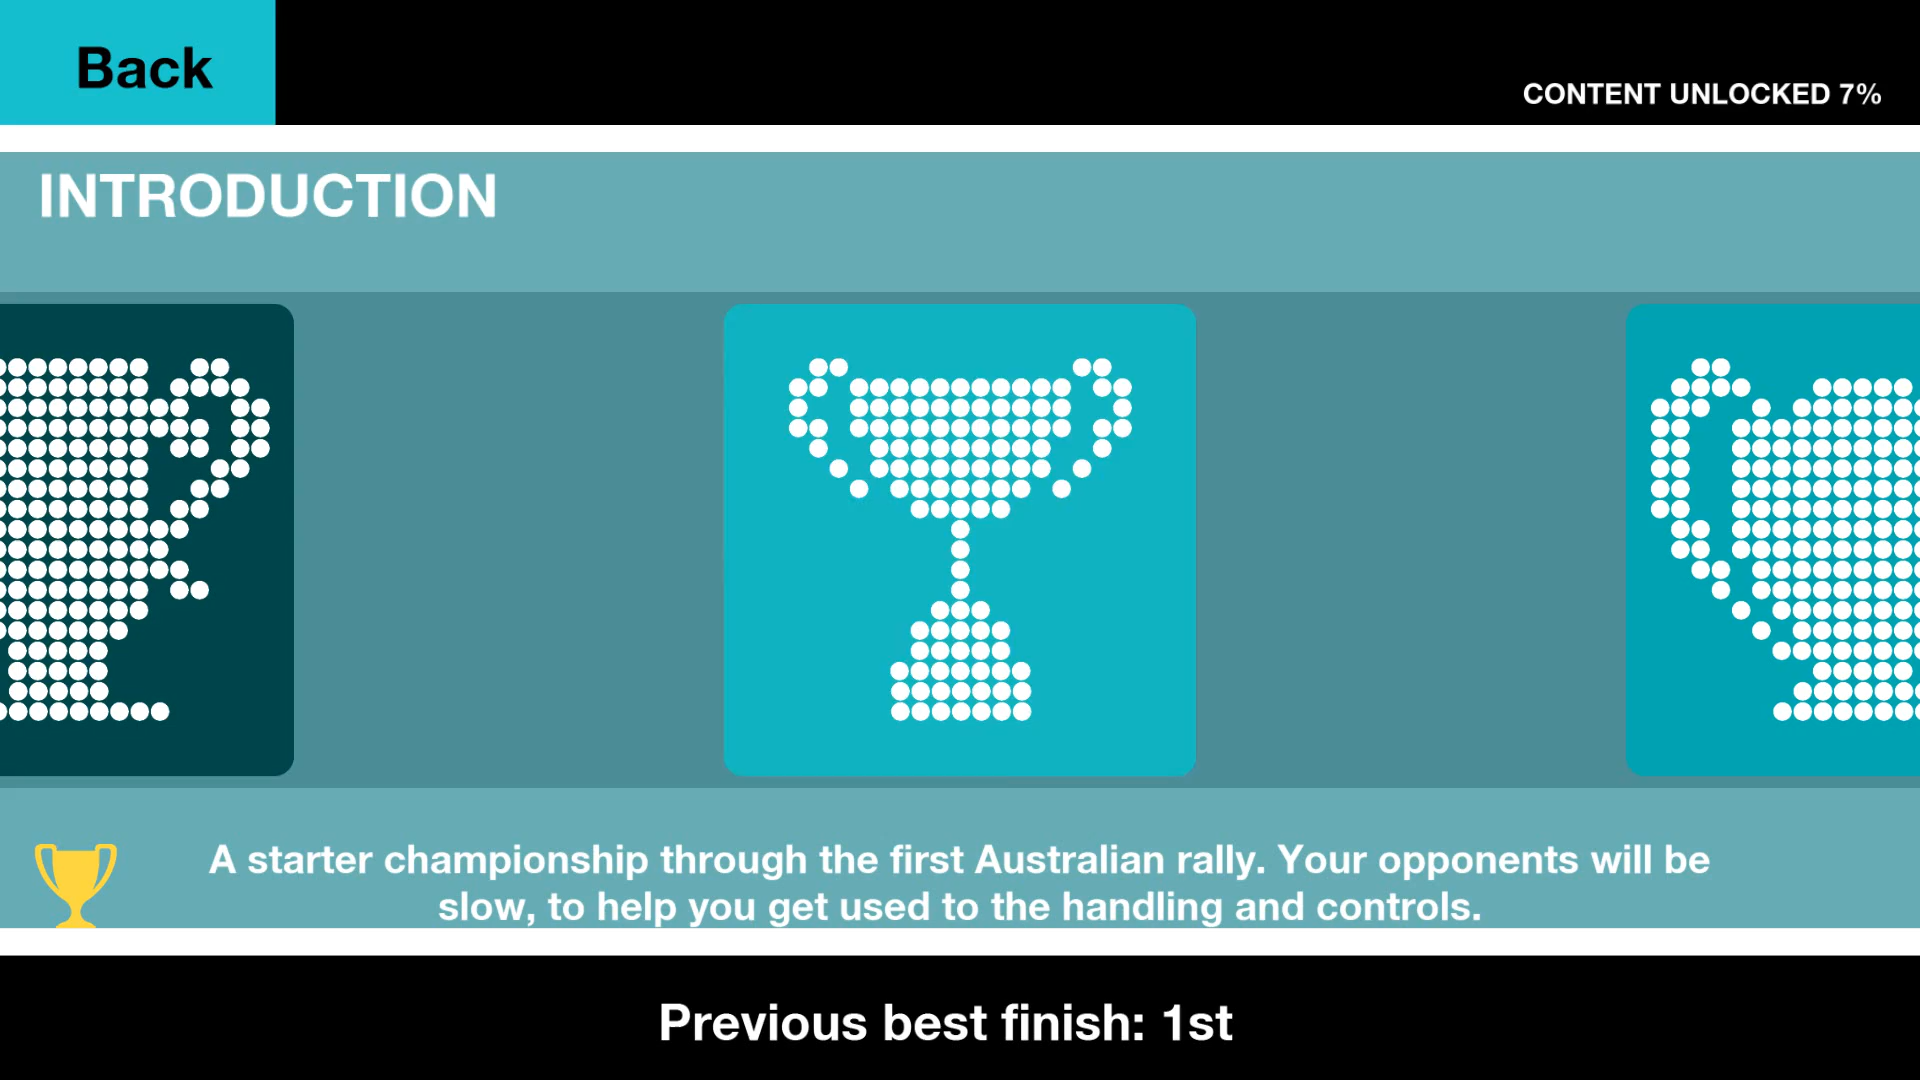 Back
CONTENT UNLOCKED 7%
INTRODUCTION
A starter championship through the first Australian rally. Your opponents will be
slow, to help you get used to the handling and controls.
Previous best finish: 1st